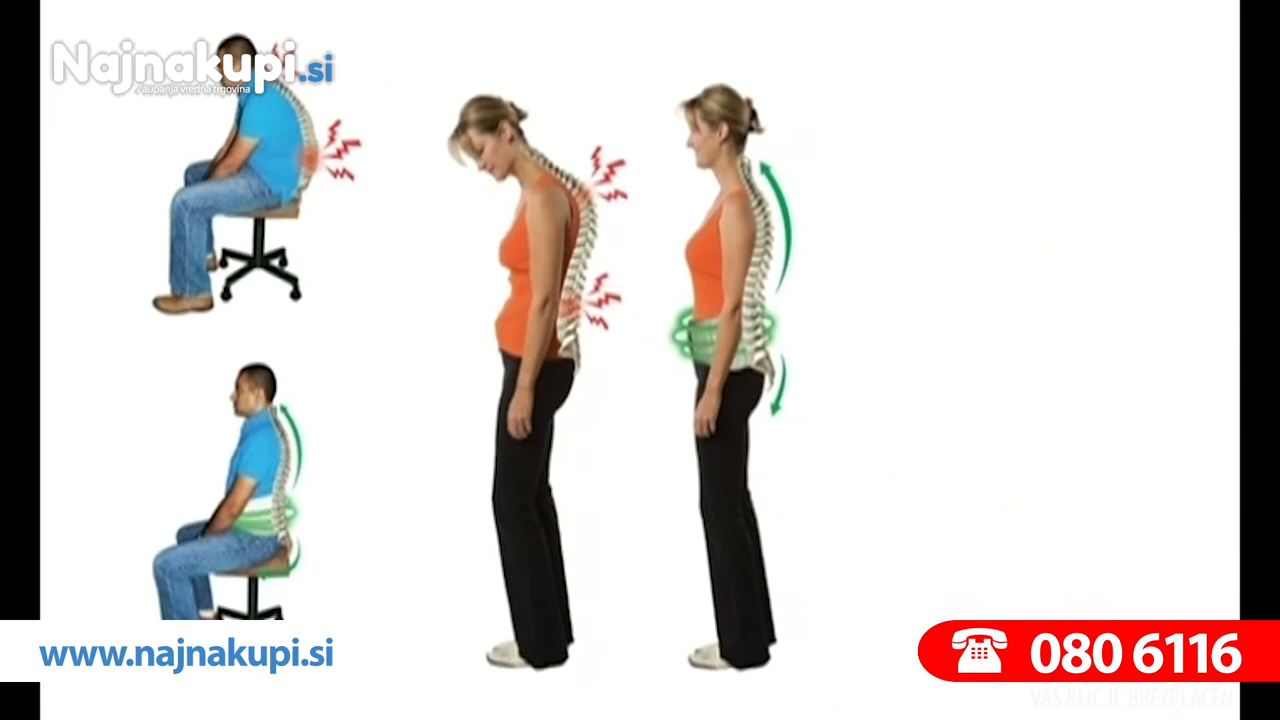 Najnakupi.si
Zaupanja vredna trgovina
www.najnakupi.si
080 6116
VAŠ KLIC JE BREZPLAČEN